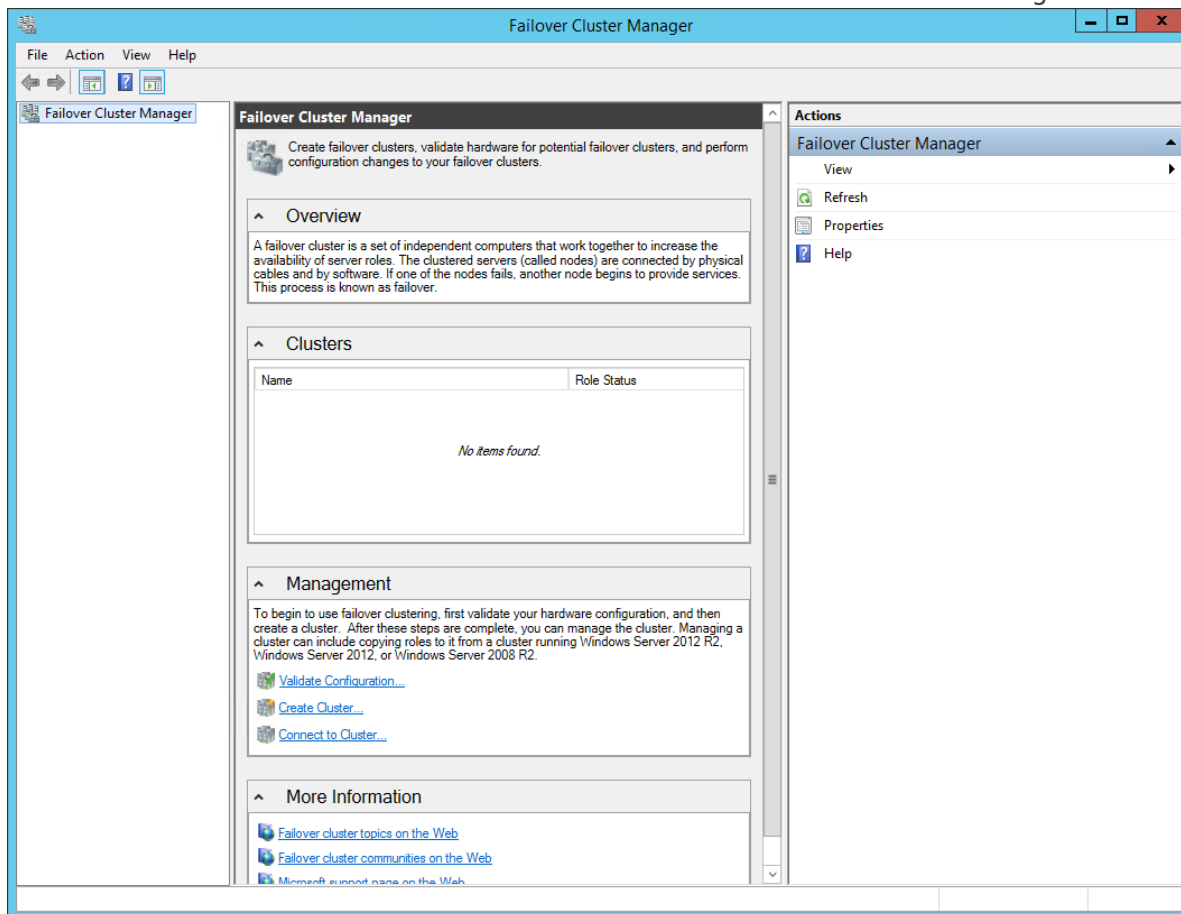 Failover Cluster Manager
File Action View Help
Failover Cluster Manager
Failover Cluster Manager
Create failover clusters, validate hardware for potential failover clusters, and perform
configuration changes to your failover clusters.
Overview
A failover cluster is a set of independent computers that work together to increase the
availability of server roles. The clustered servers (called nodes) are connected by physical
cables and by software. If one of the nodes fails, another node begins to provide services.
This process is known as failover.
Clusters
Name Role Status
No items found.
Management
To begin to use failover clustering, first validate your hardware configuration, and then
create a cluster. After these steps are complete, you can manage the cluster. Managing a
cluster can include copying roles to it from a cluster running Windows Server 2012 R2,
Windows Server 2012, or Windows Server 2008 R2.
Validate Configuration...
Create Cluster...
Connect to Cluster...
More Information
Failover cluster topics on the Web
Failover cluster communities on the Web
Microsoft support page on the Web
Actions
Failover Cluster Manager
View
Refresh
Properties
Help